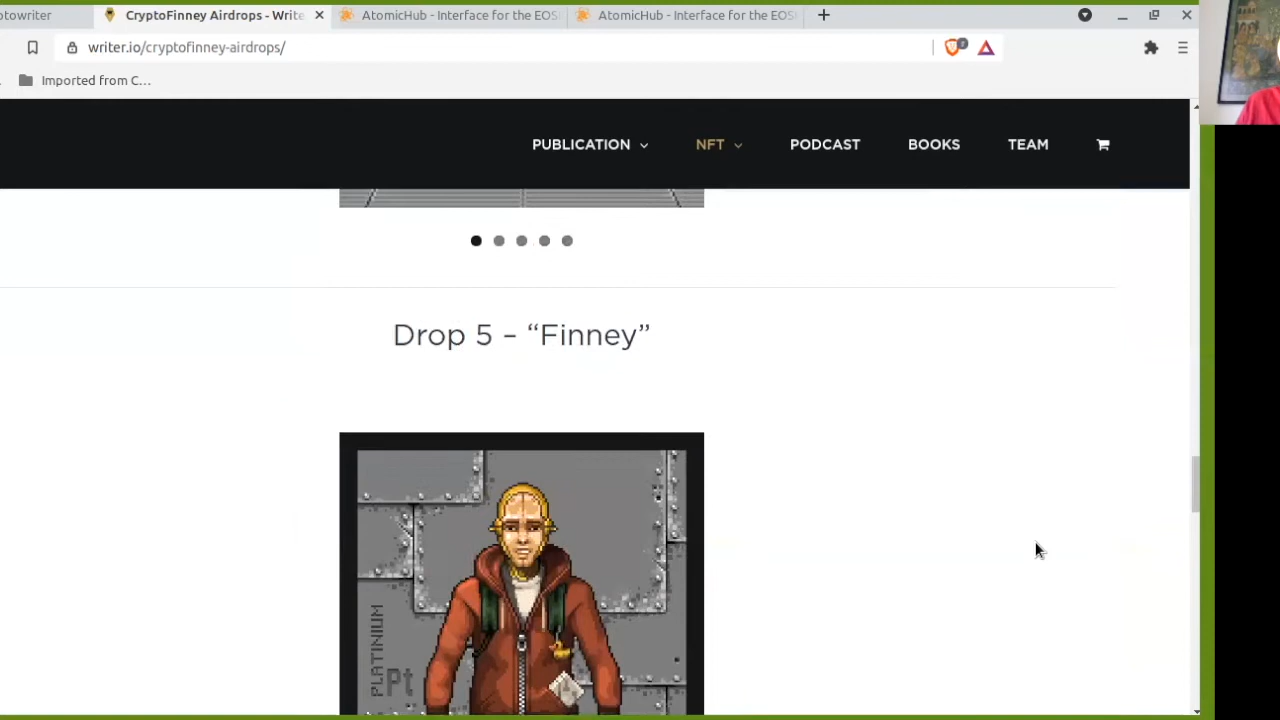 otowriter
CryptoFinney Airdrops - Write
AtomicHub - Interface for the EOS
AtomicHub - Interface for the EOS
writer.io/cryptofinney-airdrops/
Imported from C...
PUBLICATION
NFT
PODCAST
BOOKS
TEAM
Drop 5 – “Finney”
PLATINIUM
Pt